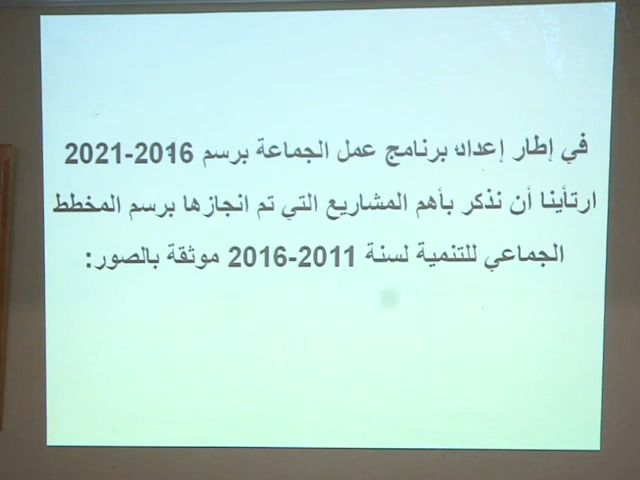 في إطار إعداد برنامج عمل الجماعة برسم 2016-2021
ارتأينا أن نذكر بأهم المشاريع التي تم انجازها برسم المخطط
الجماعي للتنمية لسنة 2011-2016 موثقة بالصور: